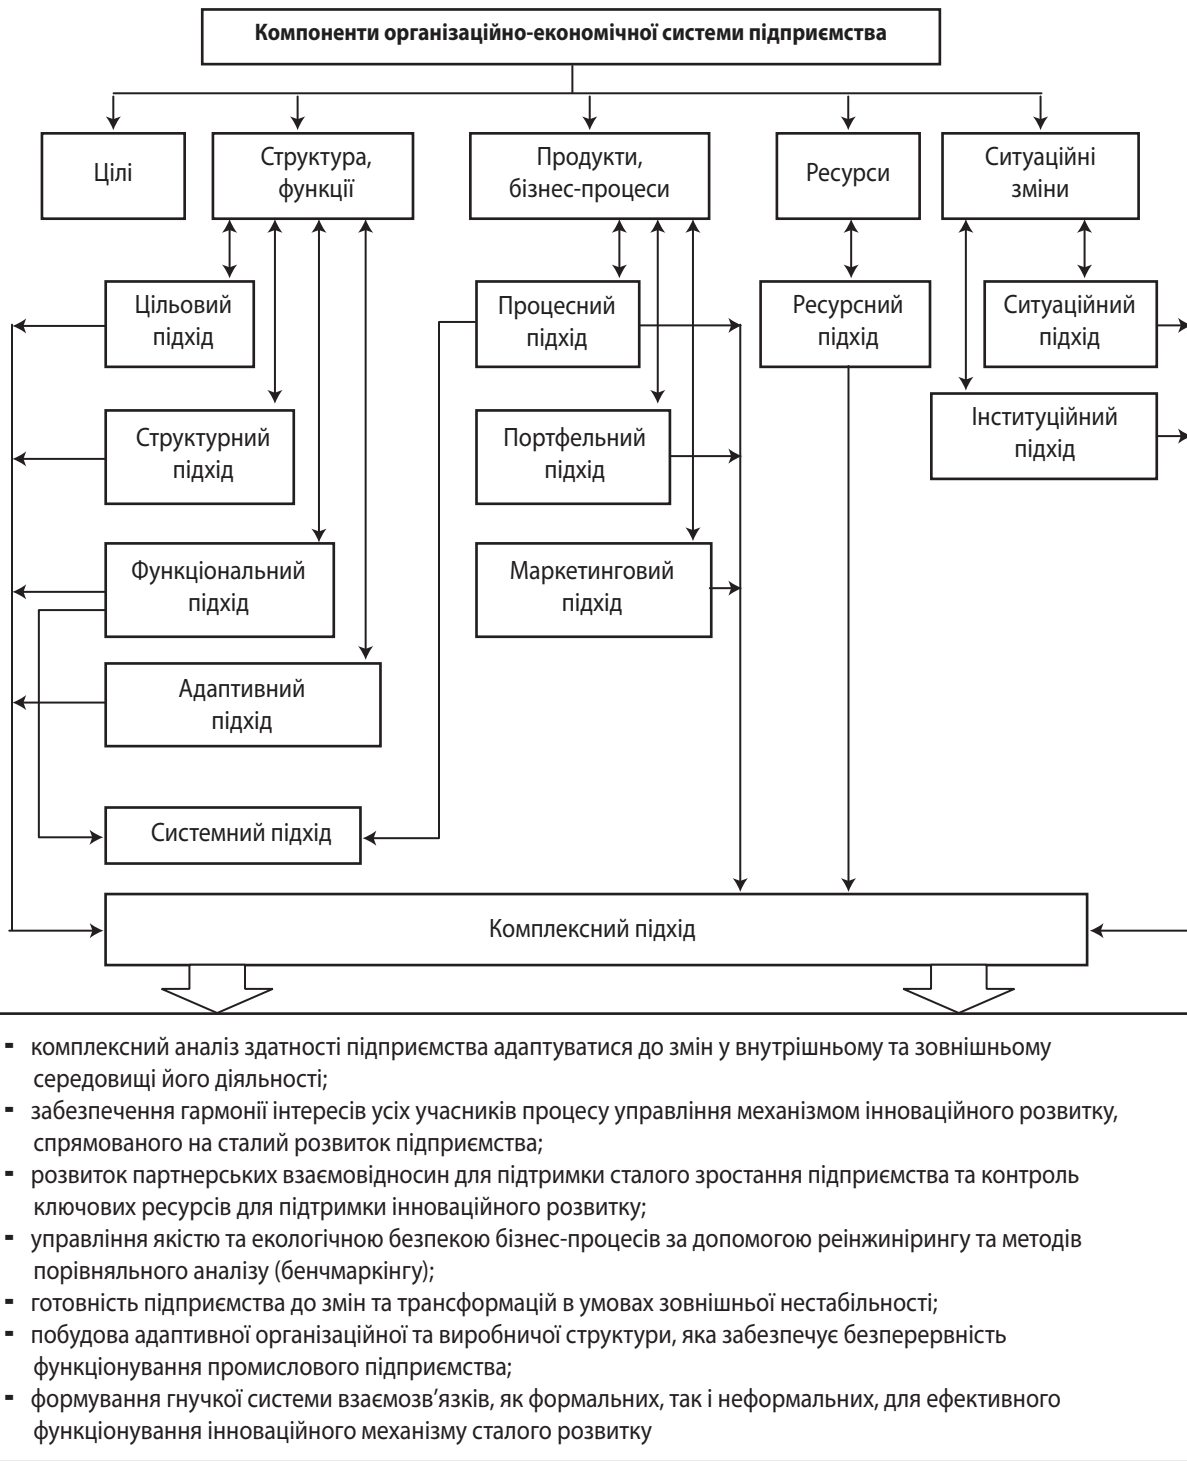 Компоненти організаційно-економічної системи підприємства
Цілі
Структура,
функції
Продукти,
бізнес-процеси
Ресурси
Ситуаційні
зміни
Цільовий
підхід
Процесний
підхід
Ресурсний
підхід
Ситуаційний
підхід
Структурний
підхід
Портфельний
підхід
Інституційний
підхід
Функціональний
підхід
Маркетинговий
підхід
Адаптивний
підхід
Системний підхід
Комплексний підхід
- комплексний аналіз здатності підприємства адаптуватися до змін у внутрішньому та зовнішньому
середовищі його діяльності;
- забезпечення гармонії інтересів усіх учасників процесу управління механізмом інноваційного розвитку,
спрямованого на сталий розвиток підприємства;
- розвиток партнерських взаємовідносин для підтримки сталого зростання підприємства та контроль
ключових ресурсів для підтримки інноваційного розвитку;
- управління якістю та екологічною безпекою бізнес-процесів за допомогою реінжинірингу та методів
порівняльного аналізу (бенчмаркінгу);
- готовність підприємства до змін та трансформацій в умовах зовнішньої нестабільності;
- побудова адаптивної організаційної та виробничої структури, яка забезпечує безперервність
функціонування промислового підприємства;
- формування гнучкої системи взаємозв'язків, як формальних, так і неформальних, для ефективного
функціонування інноваційного механізму сталого розвитку